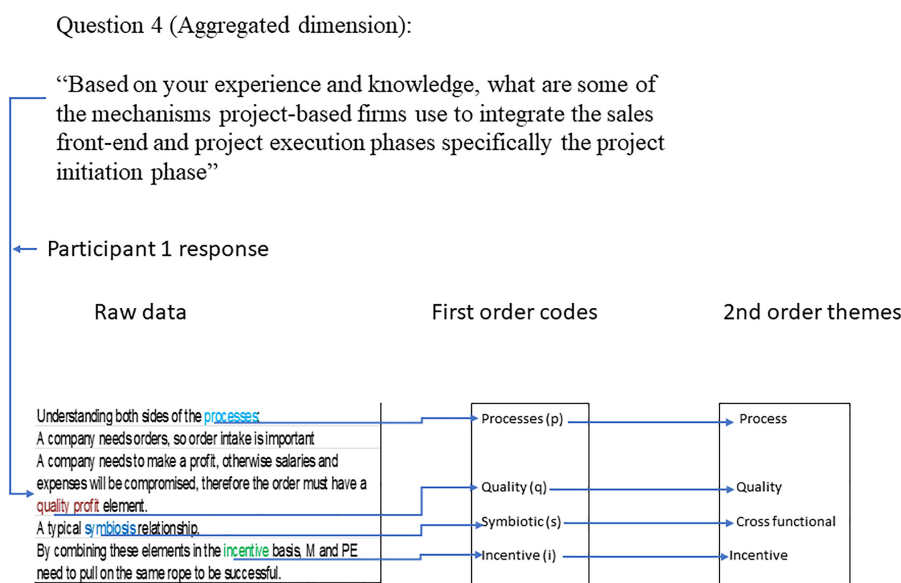 Question 4 (Aggregated dimension):
“Based on your experience and knowledge, what are some of
the mechanisms project-based firms use to integrate the sales
front-end and project execution phases specifically the project
initiation phase”
Participant 1 response
Raw data
First order codes
2nd order themes
Understanding both sides of the processes:
A company needs orders, so order intake is important
A company needs to make a profit, otherwise salaries and
expenses will be compromised, therefore the order must have a
quality profit element.
A typical symbiosis relationship.
By combining these elements in the incentive basis, M and PE
need to pull on the same rope to be successful.
Processes (p)
Quality (q)
Symbiotic (s)
Incentive (i)
Process
Quality
Cross functional
Incentive